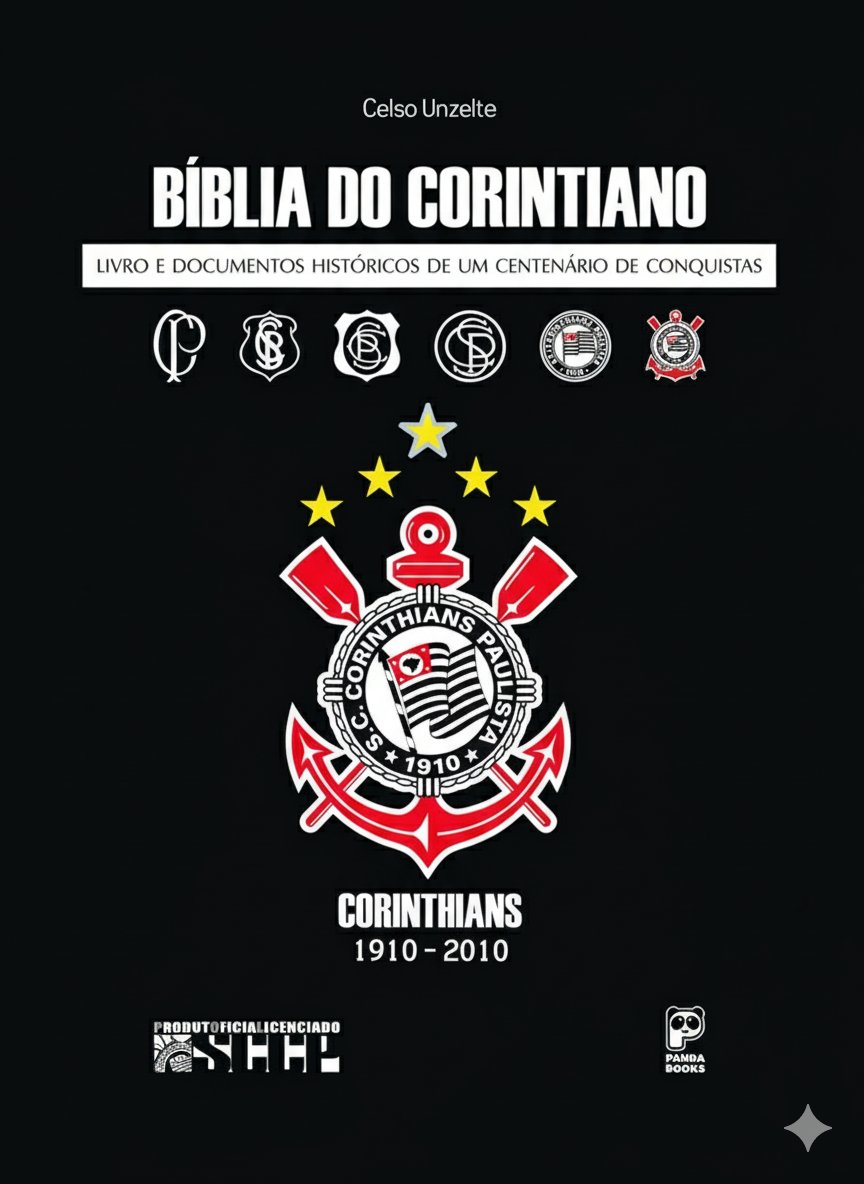 Celso Unzelte
BÍBLIA DO CORINTIANO
LIVRO E DOCUMENTOS HISTÓRICOS DE UM CENTENÁRIO DE CONQUISTAS
S.C. CORINTHIANS PAULISTA
1910
CORINTHIANS
1910 - 2010
PRODUTOFICIALICENCIADO
SCCP
PANDA
BOOKS